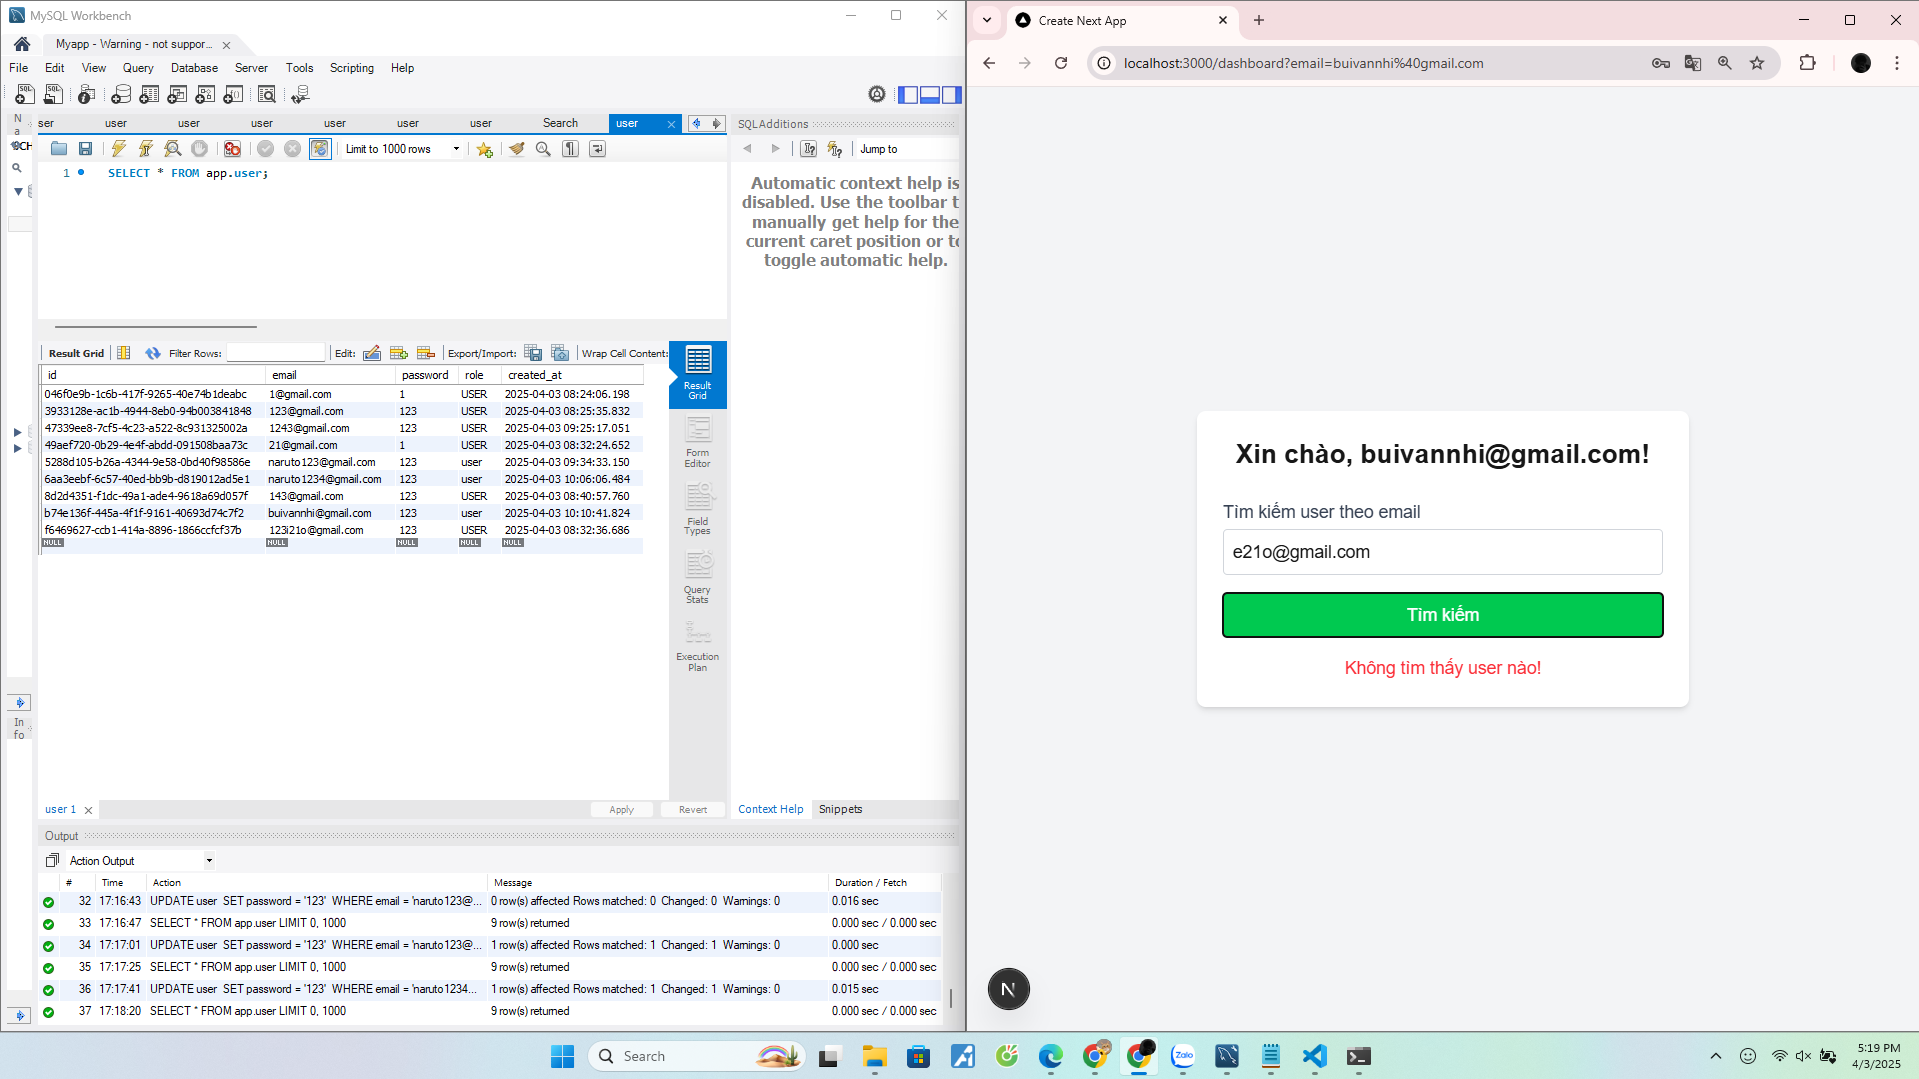 MySQL Workbench
Myapp - Warning - not suppor...
File Edit View Query Database Server Tools Scripting Help
ser user user user user user user Search user
SQLAdditions
Limit to 1000 rows
Jump to
1 SELECT * FROM app.user;
Automatic context help is
disabled. Use the toolbar t
manually get help for the
current caret position or to
toggle automatic help.
Result Grid Filter Rows: Edit: Export/Import: Wrap Cell Content:
id email password role created_at
046f0e9b-1c6b-417f-9265-40e74b1deabc 1@gmail.com 1 USER 2025-04-03 08:24:06.198
3933128e-ac1b-4944-8eb0-94b003841848 123@gmail.com 123 USER 2025-04-03 08:25:35.832
47339ee8-7cf5-4c23-a522-8c931325002a 1243@gmail.com 123 USER 2025-04-03 09:25:17.051
49aef720-0b29-4e4f-abdd-091508baa73c 21@gmail.com 1 USER 2025-04-03 08:32:24.652
5288d105-b26a-4344-9e58-0bd40f98586e naruto123@gmail.com 123 user 2025-04-03 09:34:33.150
6aa3eebf-6c57-40ed-bb9b-d819012ad5e1 naruto1234@gmail.com 123 user 2025-04-03 10:06:06.484
8d2d4351-f1dc-49a1-ade4-9618a69d057f 143@gmail.com 123 USER 2025-04-03 08:40:57.760
b74e136f-445a-4f1f-9161-40693d74c7f2 buivannhi@gmail.com 123 user 2025-04-03 10:10:41.824
f6469627-ccb1-414a-8896-1866ccfcf37b 123i21o@gmail.com 123 USER 2025-04-03 08:32:36.686
NULL NULL NULL NULL NULL
Result
Grid
Form
Editor
Field
Types
Query
Stats
Execution
Plan
user 1
Apply Revert
Context Help Snippets
Output
Action Output
# Time Action Message Duration / Fetch
32 17:16:43 UPDATE user SET password = '123' WHERE email = 'naruto123@... 0 row(s) affected Rows matched: 0 Changed: 0 Warnings: 0 0.016 sec
33 17:16:47 SELECT * FROM app.user LIMIT 0, 1000 9 row(s) returned 0.000 sec / 0.000 sec
34 17:17:01 UPDATE user SET password = '123' WHERE email = 'naruto123@... 1 row(s) affected Rows matched: 1 Changed: 1 Warnings: 0 0.000 sec
35 17:17:25 SELECT * FROM app.user LIMIT 0, 1000 9 row(s) returned 0.000 sec / 0.000 sec
36 17:17:41 UPDATE user SET password = '123' WHERE email = 'naruto1234... 1 row(s) affected Rows matched: 1 Changed: 1 Warnings: 0 0.015 sec
37 17:18:20 SELECT * FROM app.user LIMIT 0, 1000 9 row(s) returned 0.000 sec / 0.000 sec
N
a
CH
In
fo
Create Next App
localhost:3000/dashboard?email=buivannhi%40gmail.com
Xin chào, buivannhi@gmail.com!
Tìm kiếm user theo email
e21o@gmail.com
Tìm kiếm
Không tìm thấy user nào!
N
Search
Zalo
5:19 PM
4/3/2025